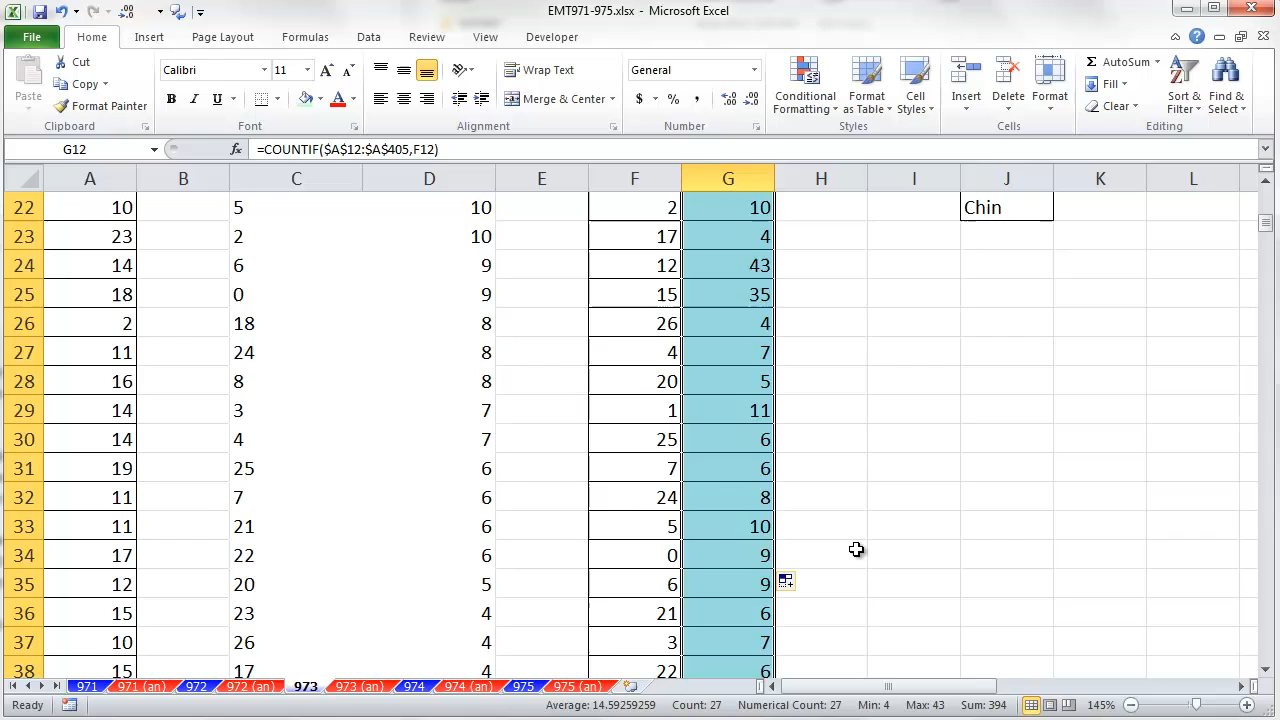 EMT971-975.xlsx - Microsoft Excel
File Home Insert Page Layout Formulas Data Review View Developer
Paste Cut Copy Format Painter Clipboard
Calibri 11 B I U Font
Wrap Text Merge & Center Alignment
General $ % , Number
Conditional Formatting Format as Table Cell Styles Styles
Insert Delete Format Cells
AutoSum Fill Clear Sort & Filter Find & Select Editing
G12 fx =COUNTIF($A$12:$A$405,F12)
A B C D E F G H I J K L
22 10 5 10 2 10 Chin
23 23 2 10 17 4
24 14 6 9 12 43
25 18 0 9 15 35
26 2 18 8 26 4
27 11 24 8 4 7
28 16 8 8 20 5
29 14 3 7 1 11
30 14 4 7 25 6
31 19 25 6 7 6
32 11 7 6 24 8
33 11 21 6 5 10
34 17 22 6 0 9
35 12 20 5 6 9
36 15 23 4 21 6
37 10 26 4 3 7
38 15 17 4 22 6
971 971 (an) 972 972 (an) 973 973 (an) 974 974 (an) 975 975 (an)
Ready Average: 14.59259259 Count: 27 Numerical Count: 27 Min: 4 Max: 43 Sum: 394 145%